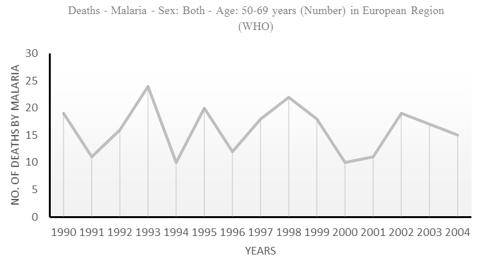 Deaths - Malaria - Sex: Both - Age: 50-69 years (Number) in European Region
(WHO)
NO. OF DEATHS BY MALARIA
30
25
20
15
10
5
0
1990 1991 1992 1993 1994 1995 1996 1997 1998 1999 2000 2001 2002 2003 2004
YEARS